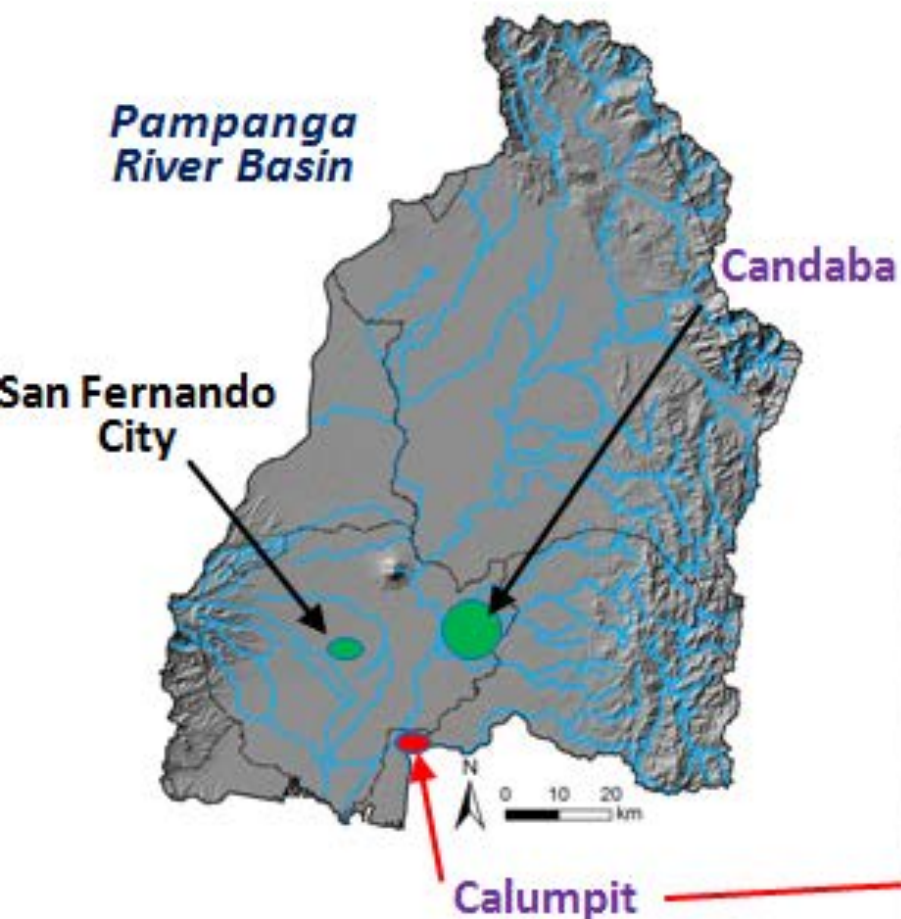 Pampanga
River Basin
Candaba
San Fernando
City
N
0 10 20
km
Calumpit